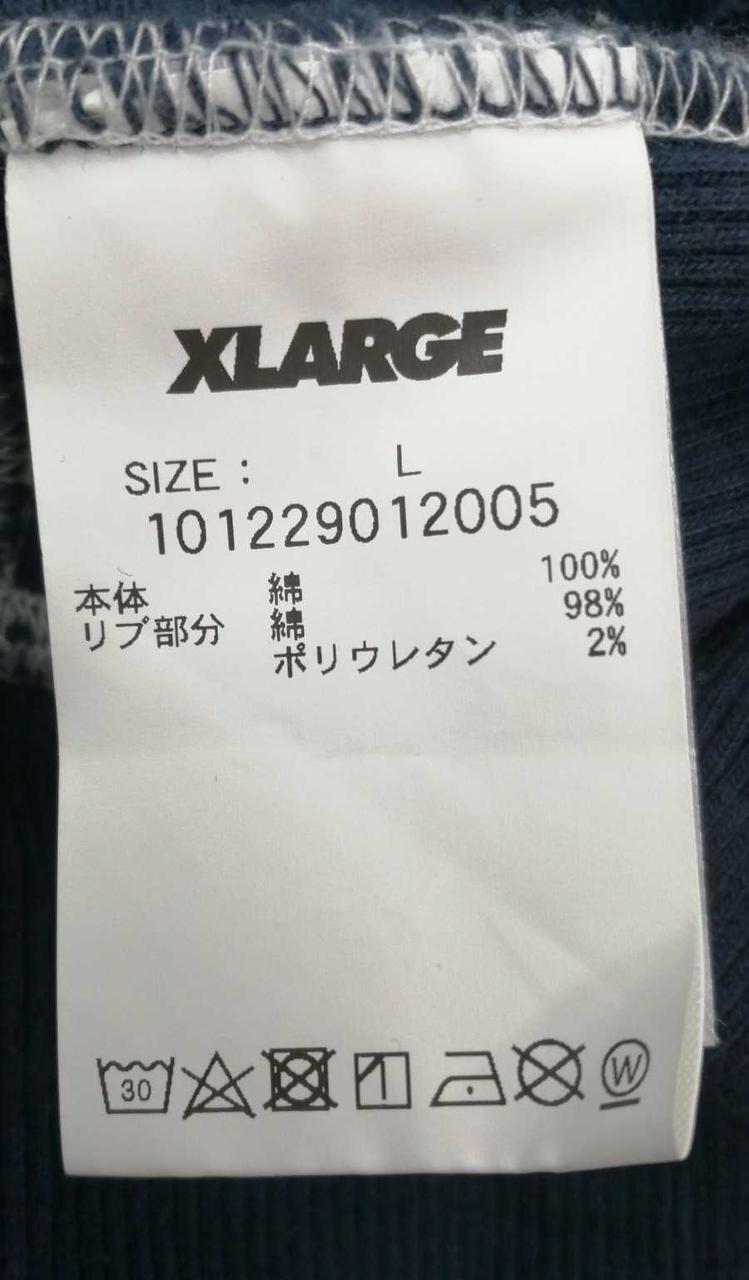 XLARGE
SIZE : L
101229012005
本体 綿 100%
リブ部分 綿 98%
ポリウレタン 2%
30
W